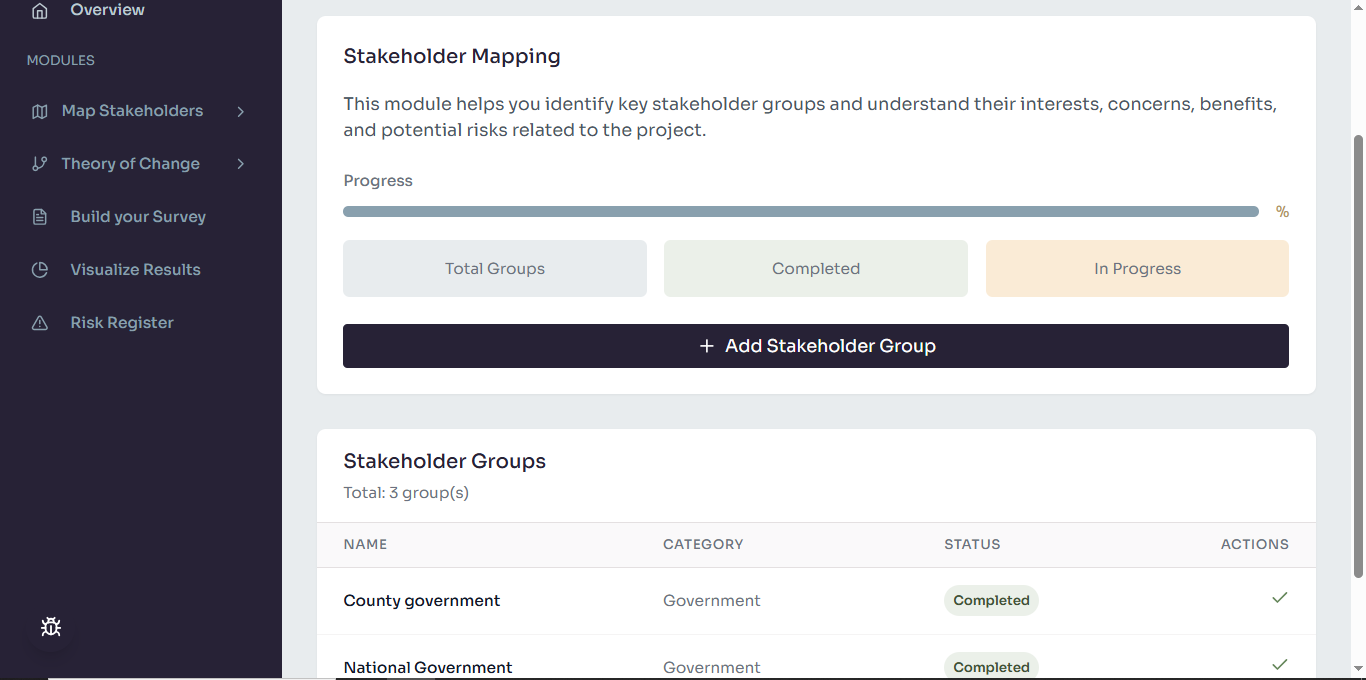 Overview
MODULES
Map Stakeholders
Theory of Change
Build your Survey
Visualize Results
Risk Register
Stakeholder Mapping
This module helps you identify key stakeholder groups and understand their interests, concerns, benefits,
and potential risks related to the project.
Progress
%
Total Groups
Completed
In Progress
+ Add Stakeholder Group
Stakeholder Groups
Total: 3 group(s)
NAME CATEGORY STATUS ACTIONS
County government Government Completed
National Government Government Completed